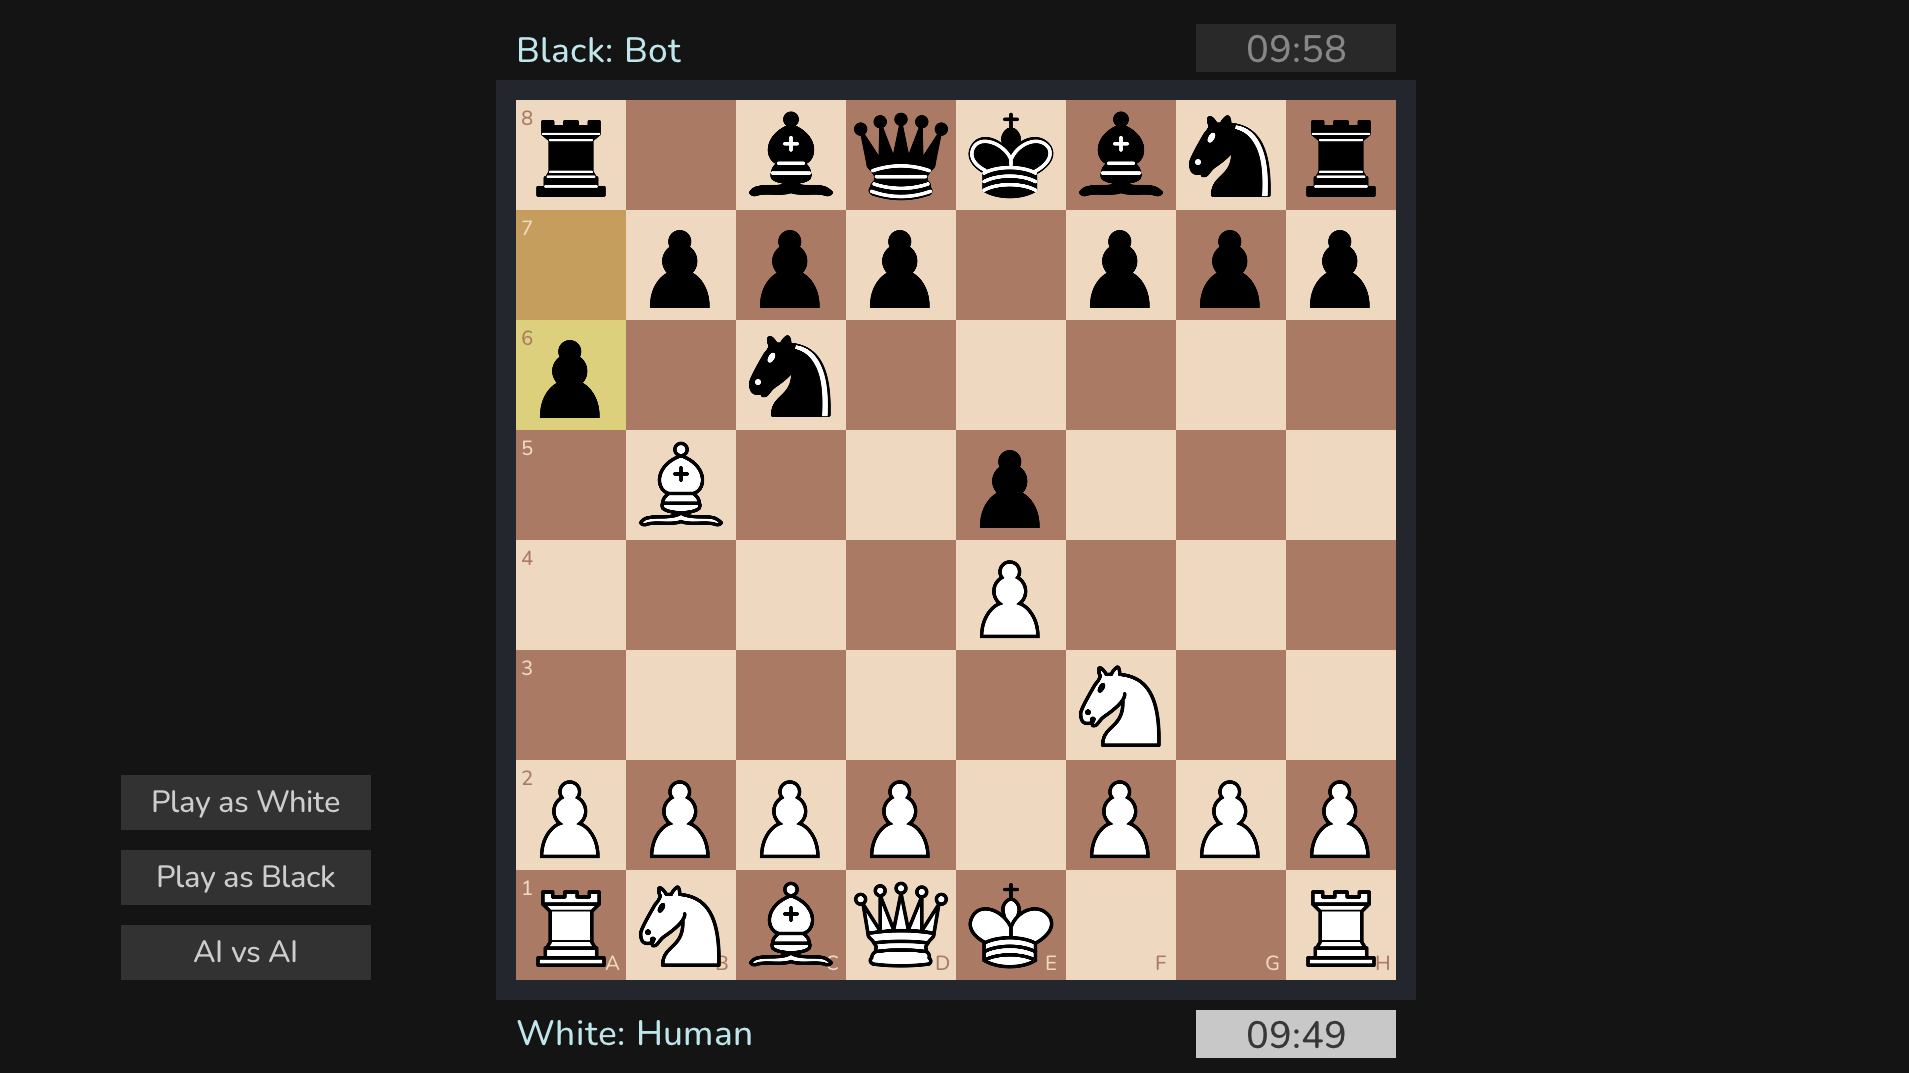 Black: Bot
09:58
8
7
6
5
4
3
2
1
A B C D E F G H
Play as White
Play as Black
AI vs AI
White: Human
09:49